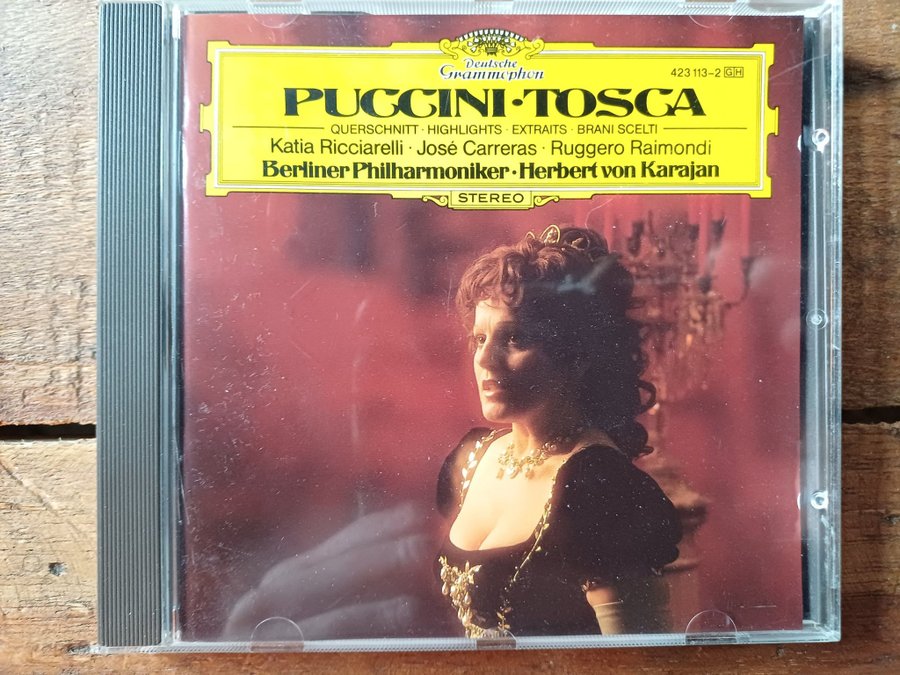 Deutsche
Grammophon
423 113-2 GH
PUCCINI·TOSCA
QUERSCHNITT · HIGHLIGHTS · EXTRAITS · BRANI SCELTI
Katia Ricciarelli · José Carreras · Ruggero Raimondi
Berliner Philharmoniker · Herbert von Karajan
STEREO